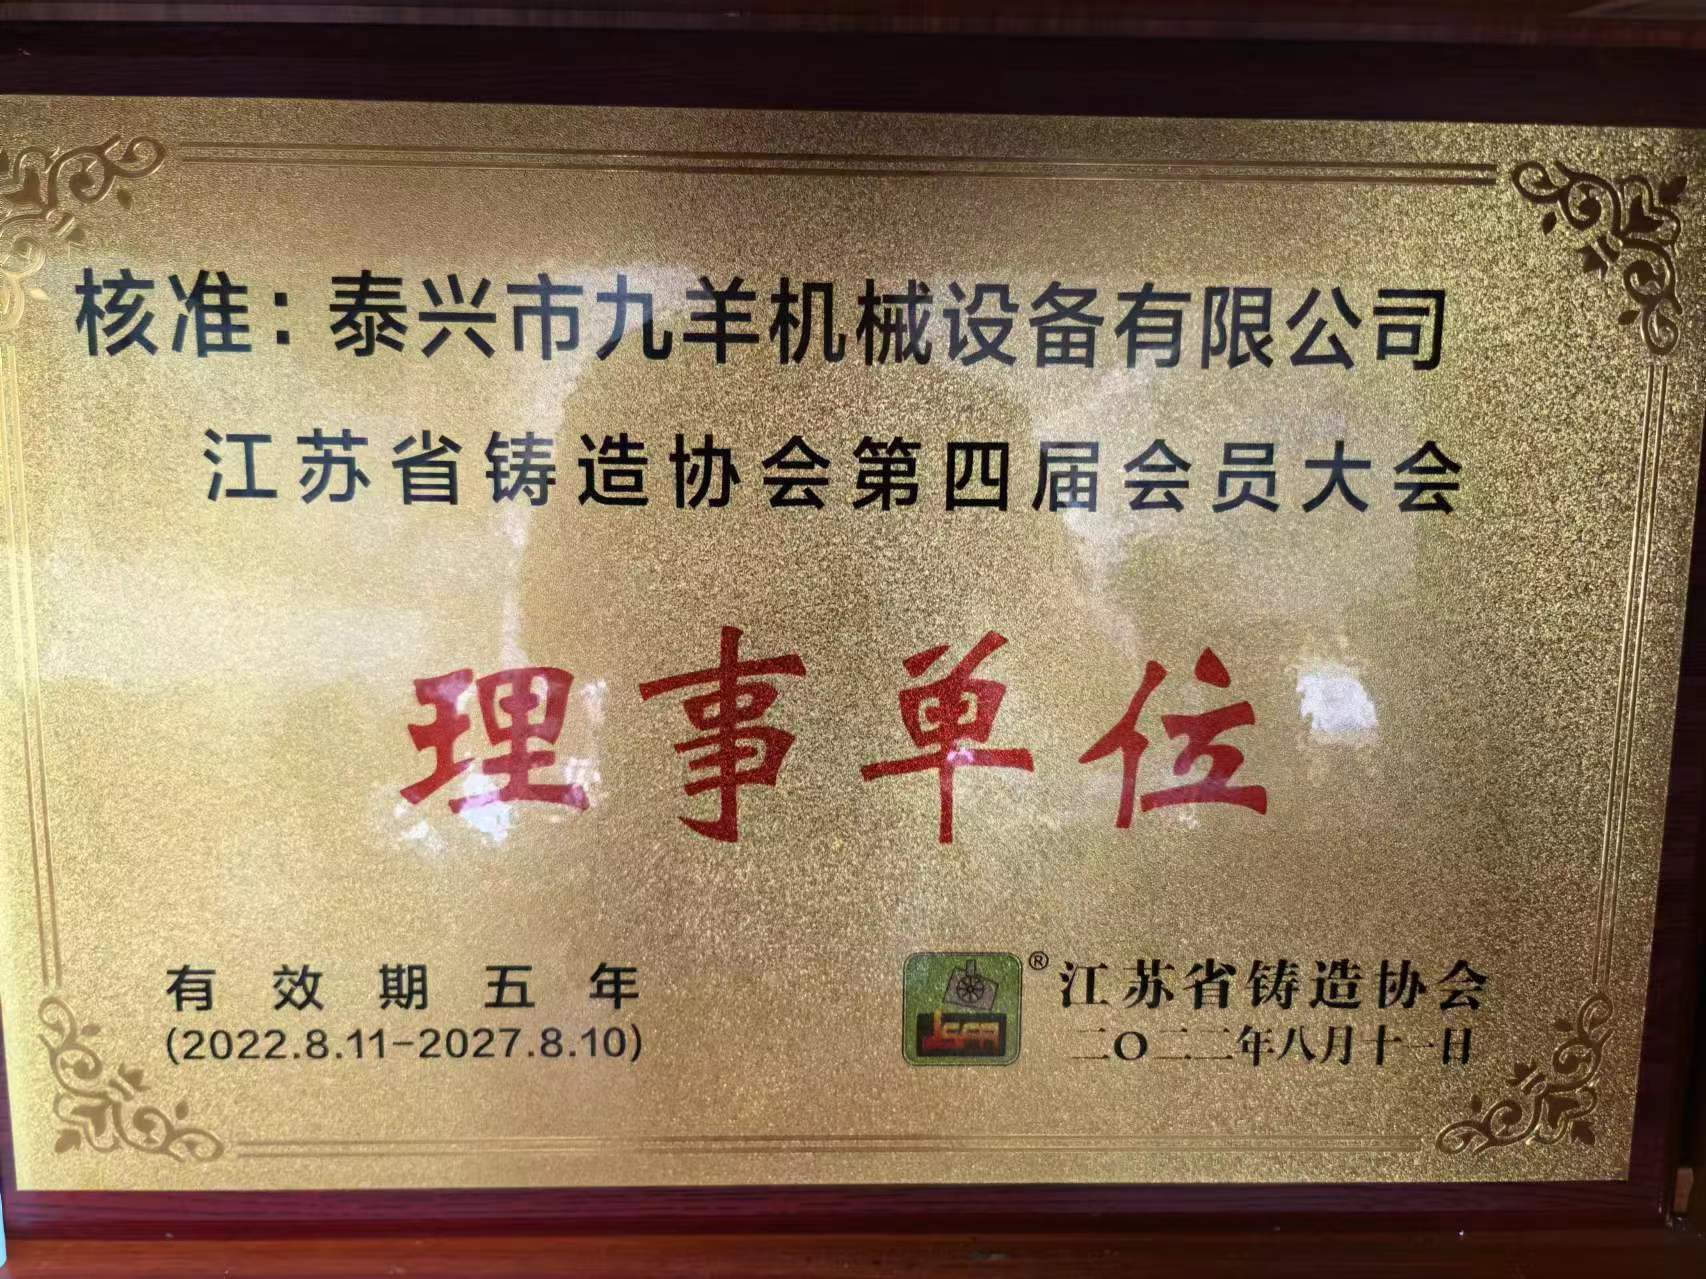 核准：泰兴市九羊机械设备有限公司
江苏省铸造协会第四届会员大会
理事单位
有效期五年
(2022.8.11-2027.8.10)
®
江苏省铸造协会
二〇二二年八月十一日